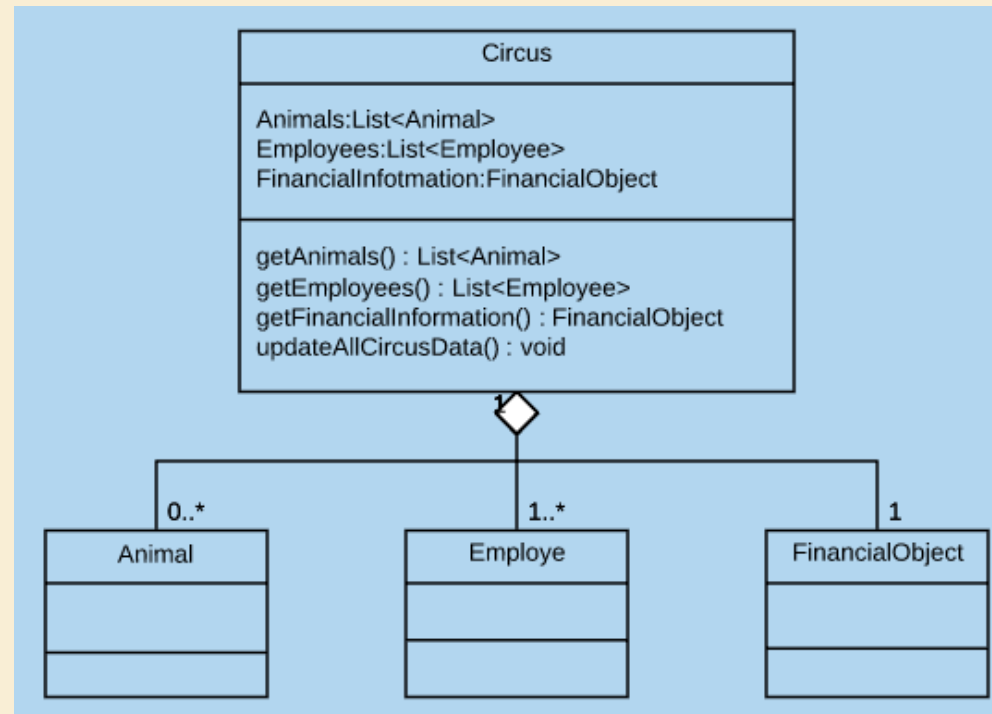 Circus
Animals:List<Animal>
Employees:List<Employee>
FinancialInfotmation:FinancialObject
getAnimals() : List<Animal>
getEmployees() : List<Employee>
getFinancialInformation() : FinancialObject
updateAllCircusData() : void
1
0..*
1..*
1
Animal
Employe
FinancialObject